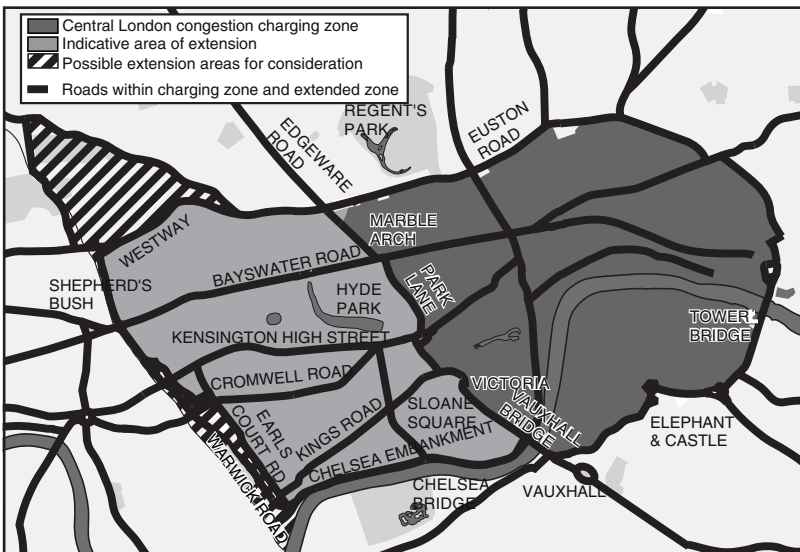 Central London congestion charging zone
Indicative area of extension
Possible extension areas for consideration
Roads within charging zone and extended zone
REGENT'S
PARK
EUSTON
ROAD
EDGEWARE
ROAD
MARBLE
ARCH
WESTWAY
BAYSWATER ROAD
PARK
LANE
SHEPHERD'S
BUSH
HYDE
PARK
TOWER
BRIDGE
KENSINGTON HIGH STREET
CROMWELL ROAD
VICTORIA
VAUXHALL
BRIDGE
EARLS
COURT RD
KINGS ROAD
SLOANE
SQUARE
ELEPHANT
& CASTLE
WARWICK ROAD
CHELSEA EMBANKMENT
CHELSEA
BRIDGE
VAUXHALL